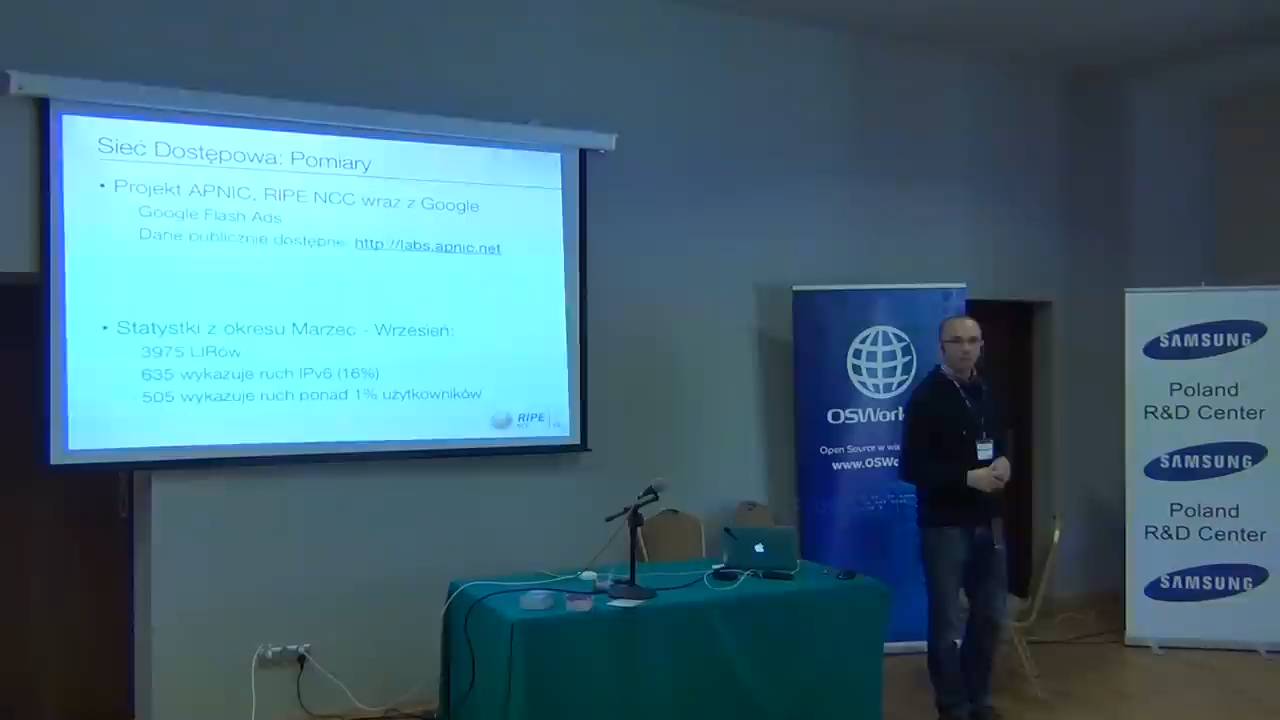 Sieć Dostępowa: Pomiary
• Projekt APNIC, RIPE NCC wraz z Google
Google Flash Ads
Dane publicznie dostępne: http://labs.apnic.net
• Statystki z okresu Marzec - Wrzesień:
3975 LIRów
635 wykazuje ruch IPv6 (16%)
505 wykazuje ruch ponad 1% użytkowników
RIPE
NCC
OSWor
Open Source w
www.OSWo
SAMSUNG
Poland
R&D Center
SAMSUNG
Poland
R&D Center
SAMSUNG